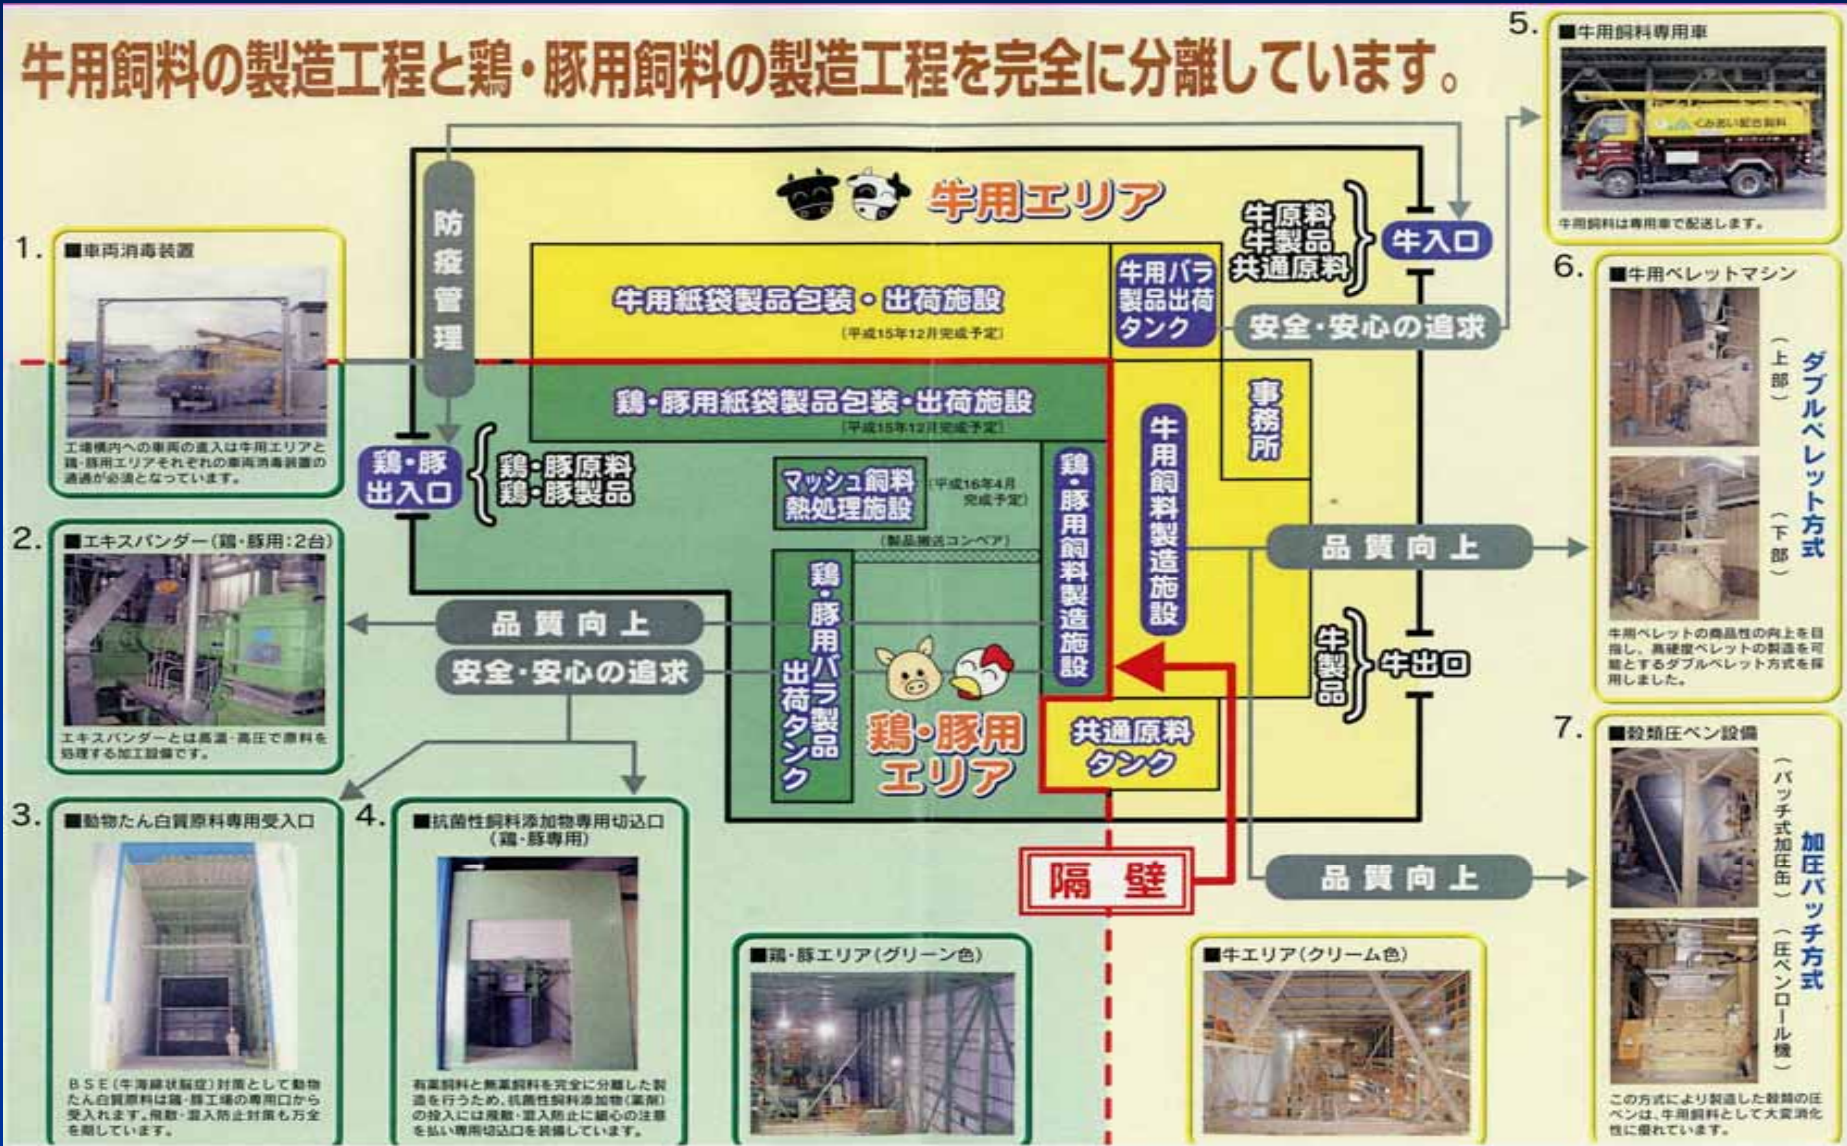 牛用飼料の製造工程と鶏・豚用飼料の製造工程を完全に分離しています。
牛用エリア
防疫管理
牛原料
牛製品
共通原料
牛入口
牛用紙袋製品包装・出荷施設
(平成15年12月完成予定)
牛用バラ
製品出荷
タンク
安全・安心の追求
鶏・豚用紙袋製品包装・出荷施設
(平成15年12月完成予定)
事務所
鶏・豚
出入口
鶏・豚原料
鶏・豚製品
マッシュ飼料
熱処理施設
(平成16年4月
完成予定)
(製品搬送コンベア)
鶏・豚用飼料製造施設
牛用飼料製造施設
品質向上
品質向上
安全・安心の追求
鶏・豚用バラ製品
出荷タンク
鶏・豚用
エリア
共通原料
タンク
牛製品
牛出口
隔壁
品質向上
1.
■車両消毒装置
工場構内への車両の進入は牛用エリアと
鶏・豚用エリアそれぞれの車両消毒装置の
通過が必須となっています。
2.
■エキスパンダー(鶏・豚用:2台)
エキスパンダーとは高温・高圧で原料を
処理する加工設備です。
3.
■動物たん白質原料専用受入口
BSE(牛海綿状脳症)対策として動物
たん白質原料は鶏・豚工場の専用口から
受入れます。飛散・混入防止対策も万全
を期しています。
4.
■抗菌性飼料添加物専用切込口
(鶏・豚専用)
有薬飼料と無薬飼料を完全に分離した製
造を行うため、抗菌性飼料添加物(薬剤)
の投入には飛散・混入防止に細心の注意
を払い専用切込口を装備しています。
■鶏・豚エリア(グリーン色)
■牛エリア(クリーム色)
5.
■牛用飼料専用車
くみあい配合飼料
牛用飼料は専用車で配送します。
6.
■牛用ペレットマシン
(上部)
(下部)
ダブルペレット方式
牛用ペレットの商品性の向上を目
指し、高硬度ペレットの製造を可
能とするダブルペレット方式を採
用しました。
7.
■穀類圧ペン設備
(バッチ式加圧缶)
(圧ペンロール機)
加圧バッチ方式
この方式により製造した穀類の圧
ペンは、牛用飼料として大変消化
性に優れています。